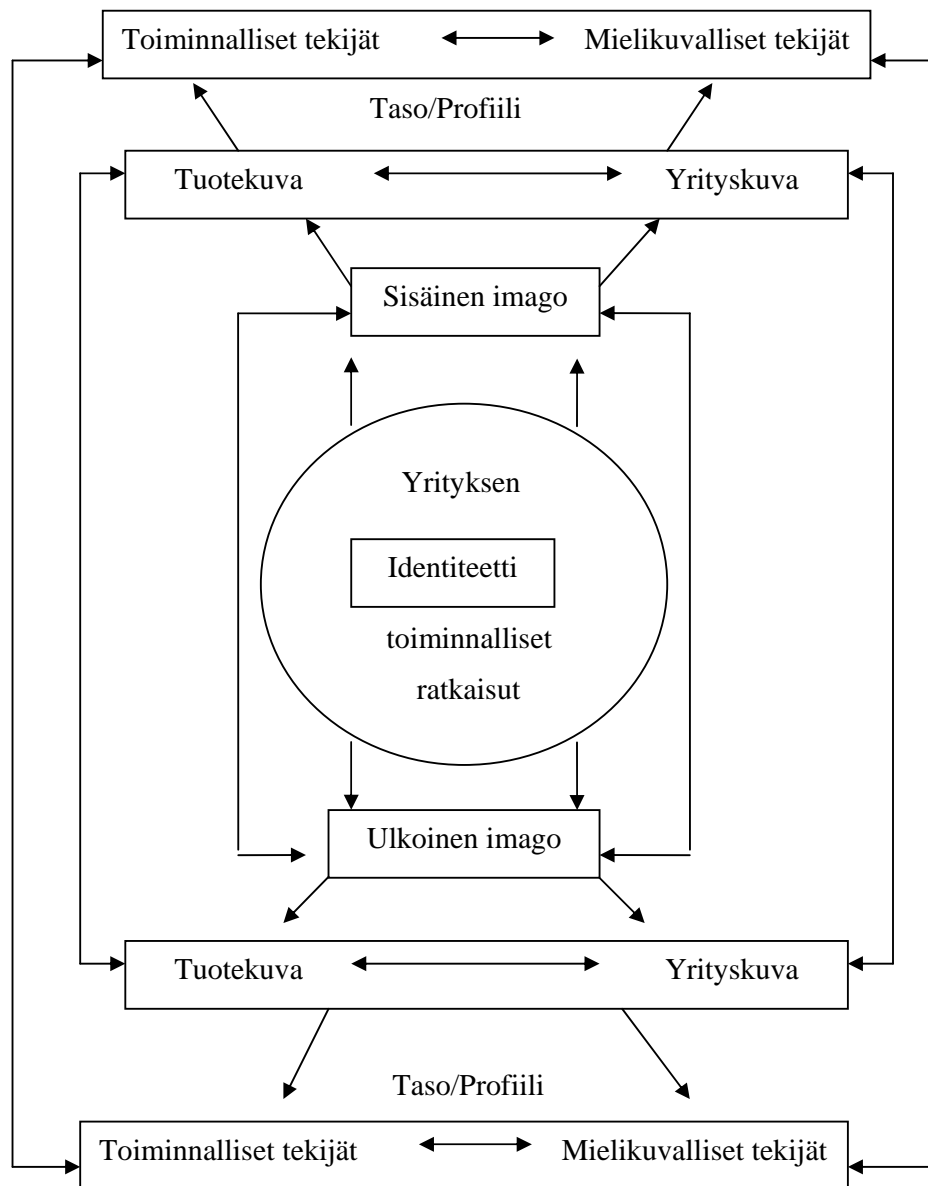 Toiminnalliset tekijät Mielikuvalliset tekijät
Taso/Profiili
Tuotekuva Yrityskuva
Sisäinen imago
Yrityksen
Identiteetti
toiminnalliset
ratkaisut
Ulkoinen imago
Tuotekuva Yrityskuva
Taso/Profiili
Toiminnalliset tekijät Mielikuvalliset tekijät